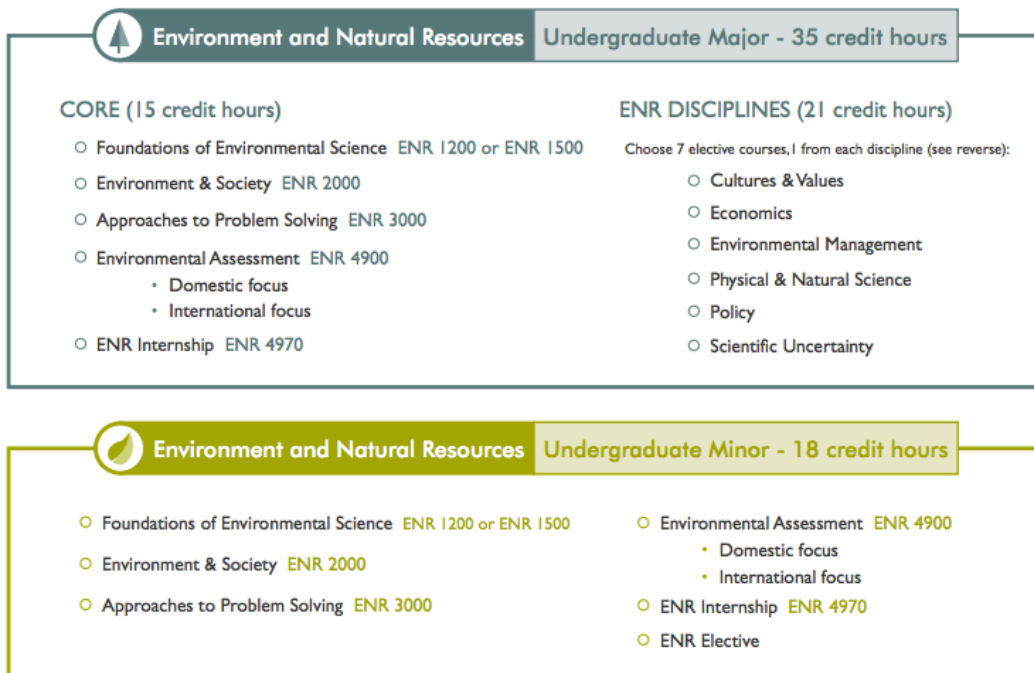 Environment and Natural Resources Undergraduate Major - 35 credit hours
CORE (15 credit hours)
Foundations of Environmental Science ENR 1200 or ENR 1500
Environment & Society ENR 2000
Approaches to Problem Solving ENR 3000
Environmental Assessment ENR 4900
Domestic focus
International focus
ENR Internship ENR 4970
ENR DISCIPLINES (21 credit hours)
Choose 7 elective courses, 1 from each discipline (see reverse):
Cultures & Values
Economics
Environmental Management
Physical & Natural Science
Policy
Scientific Uncertainty
Environment and Natural Resources Undergraduate Minor - 18 credit hours
Foundations of Environmental Science ENR 1200 or ENR 1500
Environment & Society ENR 2000
Approaches to Problem Solving ENR 3000
Environmental Assessment ENR 4900
Domestic focus
International focus
ENR Internship ENR 4970
ENR Elective